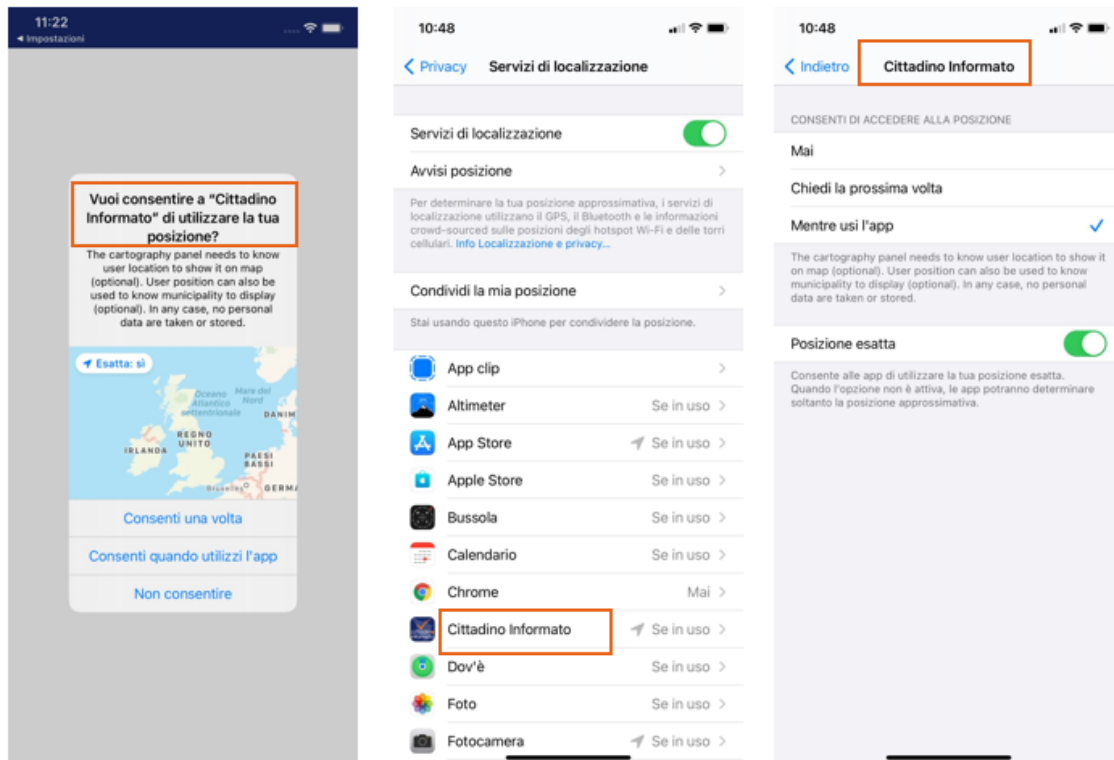 11:22
Impostazioni
Vuoi consentire a “Cittadino
Informato” di utilizzare la tua
posizione?
The cartography panel needs to know
user location to show it on map
(optional). User position can also be
used to know municipality to display
(optional). In any case, no personal
data are taken or stored.
Esatta: sì
Oceano
Atlantico
settentrionale
Mare del
Nord
DANIM
REGNO
UNITO
IRLANDA
PAESI
BASSI
Bruxelles
GERMA
Consenti una volta
Consenti quando utilizzi l'app
Non consentire
10:48
Privacy
Servizi di localizzazione
Servizi di localizzazione
Avvisi posizione
Per determinare la tua posizione approssimativa, i servizi di
localizzazione utilizzano il GPS, il Bluetooth e le informazioni
crowd-sourced sulle posizioni degli hotspot Wi-Fi e delle torri
cellulari. Info Localizzazione e privacy...
Condividi la mia posizione
Stai usando questo iPhone per condividere la posizione.
App clip
Altimeter Se in uso
App Store Se in uso
Apple Store Se in uso
Bussola Se in uso
Calendario Se in uso
Chrome Mai
Cittadino Informato Se in uso
Dov'è Se in uso
Foto Se in uso
Fotocamera Se in uso
10:48
Indietro
Cittadino Informato
CONSENTI DI ACCEDERE ALLA POSIZIONE
Mai
Chiedi la prossima volta
Mentre usi l'app
The cartography panel needs to know user location to show it
on map (optional). User position can also be used to know
municipality to display (optional). In any case, no personal
data are taken or stored.
Posizione esatta
Consente alle app di utilizzare la tua posizione esatta.
Quando l'opzione non è attiva, le app potranno determinare
soltanto la posizione approssimativa.